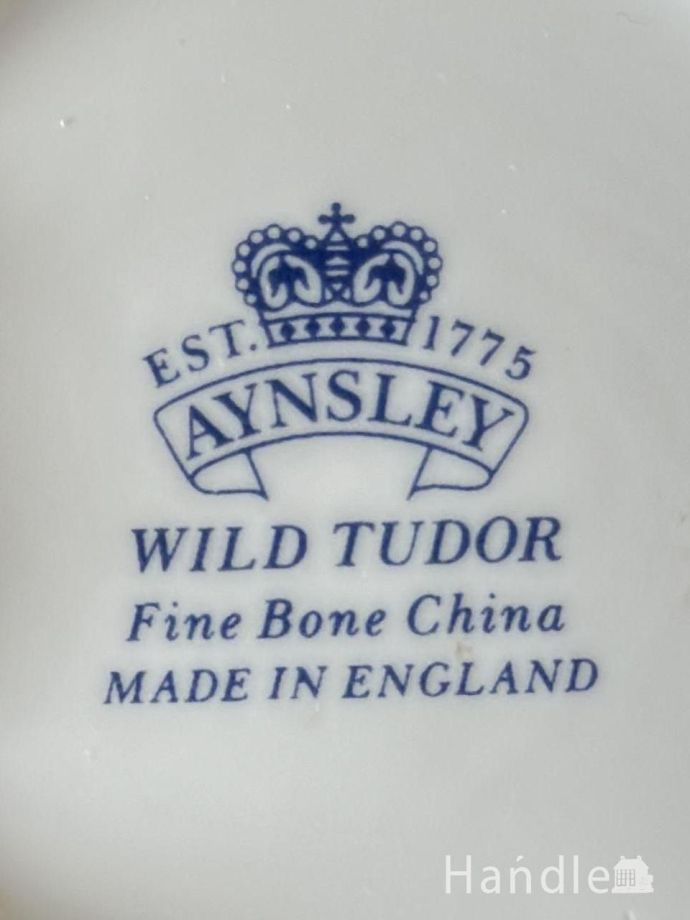 EST. 1775
AYNSLEY
WILD TUDOR
Fine Bone China
MADE IN ENGLAND
Handle